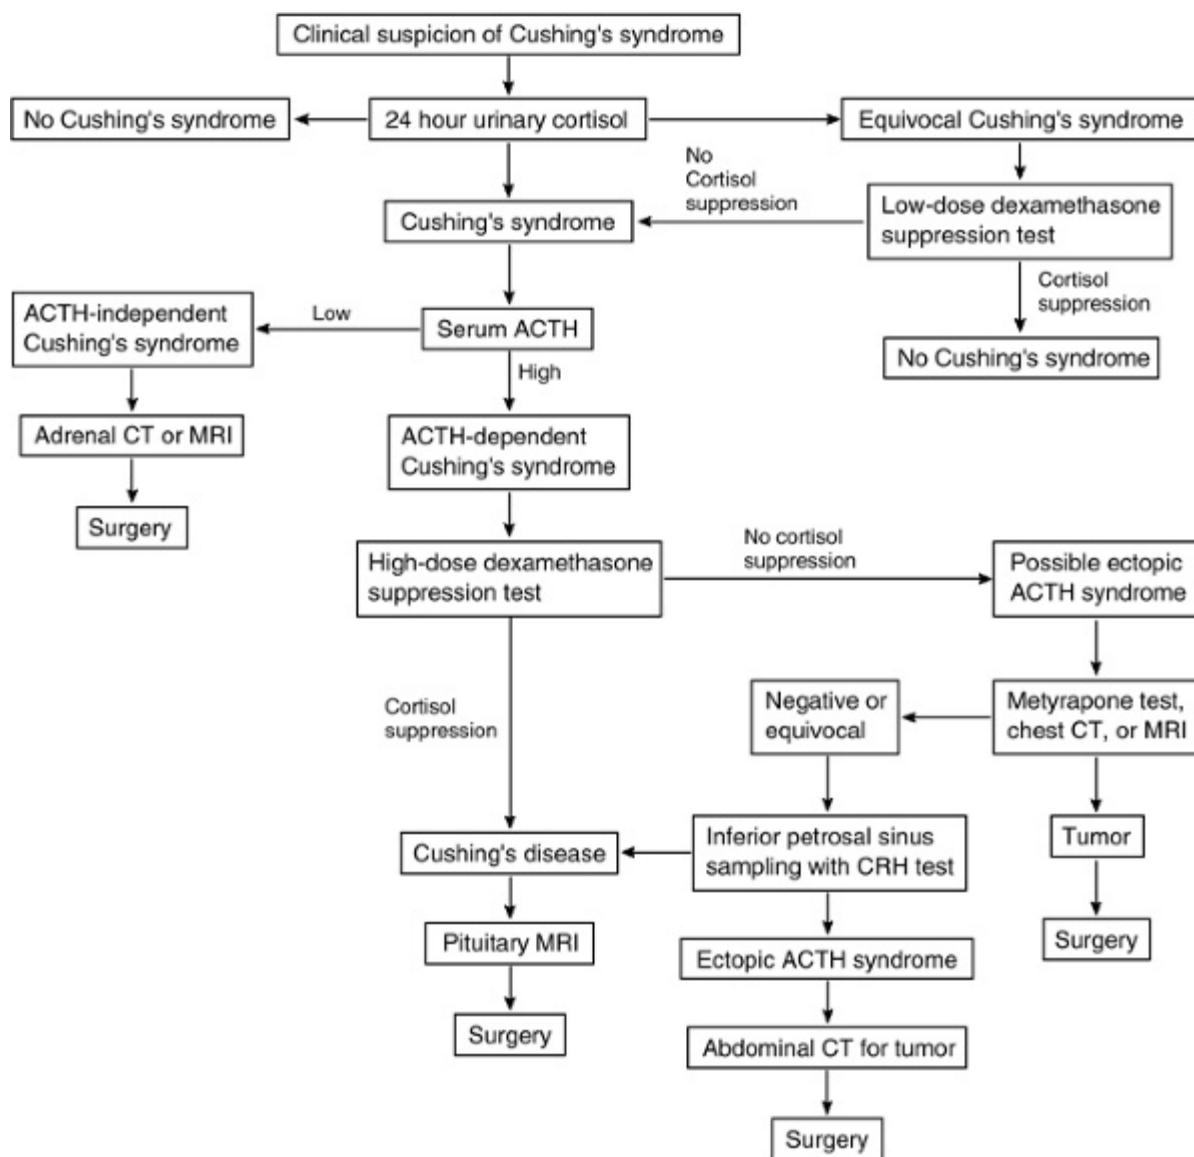 Clinical suspicion of Cushing's syndrome
No Cushing's syndrome
24 hour urinary cortisol
Equivocal Cushing's syndrome
No
Cortisol
suppression
Cushing's syndrome
Low-dose dexamethasone
suppression test
Cortisol
suppression
ACTH-independent
Cushing's syndrome
Low
Serum ACTH
No Cushing's syndrome
High
Adrenal CT or MRI
ACTH-dependent
Cushing's syndrome
Surgery
High-dose dexamethasone
suppression test
No cortisol
suppression
Possible ectopic
ACTH syndrome
Cortisol
suppression
Negative or
equivocal
Metyrapone test,
chest CT, or MRI
Cushing's disease
Inferior petrosal sinus
sampling with CRH test
Tumor
Pituitary MRI
Ectopic ACTH syndrome
Surgery
Surgery
Abdominal CT for tumor
Surgery